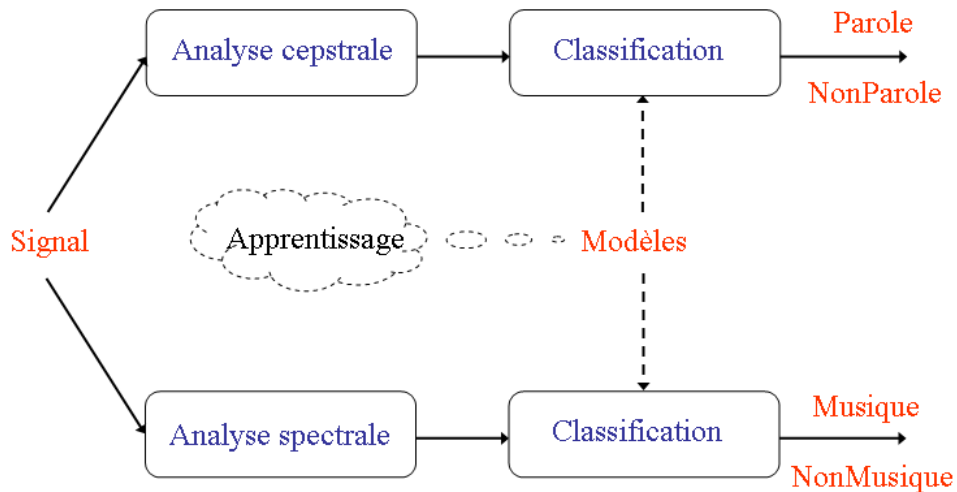 Parole
Analyse cepstrale
Classification
NonParole
Signal
Apprentissage
Modèles
Musique
Analyse spectrale
Classification
NonMusique